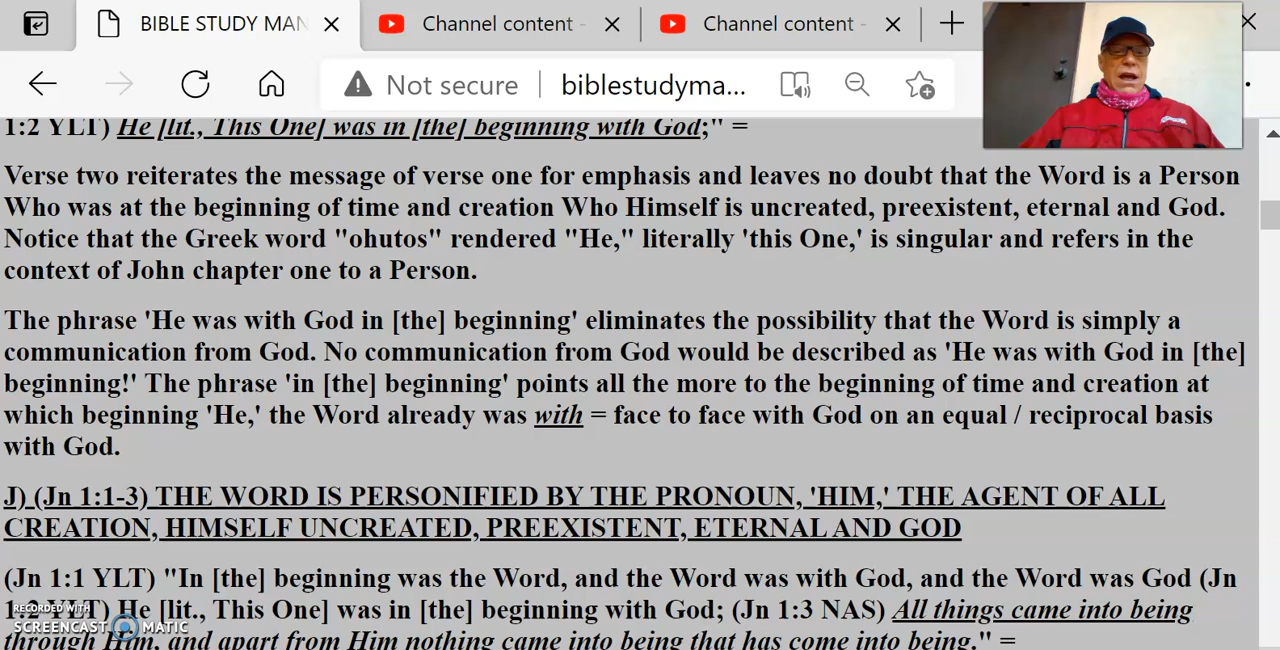 BIBLE STUDY MAN
Channel content -
Channel content -
Not secure
biblestudyma...
1:2 YLT) He [lit., This One] was in [the] beginning with God;" =
Verse two reiterates the message of verse one for emphasis and leaves no doubt that the Word is a Person
Who was at the beginning of time and creation Who Himself is uncreated, preexistent, eternal and God.
Notice that the Greek word "ohutos" rendered "He," literally 'this One,' is singular and refers in the
context of John chapter one to a Person.
The phrase 'He was with God in [the] beginning' eliminates the possibility that the Word is simply a
communication from God. No communication from God would be described as 'He was with God in [the]
beginning!' The phrase 'in [the] beginning' points all the more to the beginning of time and creation at
which beginning 'He,' the Word already was with = face to face with God on an equal / reciprocal basis
with God.
J) (Jn 1:1-3) THE WORD IS PERSONIFIED BY THE PRONOUN, 'HIM,' THE AGENT OF ALL
CREATION, HIMSELF UNCREATED, PREEXISTENT, ETERNAL AND GOD
(Jn 1:1 YLT) "In [the] beginning was the Word, and the Word was with God, and the Word was God (Jn
He [lit., This One] was in [the] beginning with God; (Jn 1:3 NAS) All things came into being
through Him, and apart from Him nothing came into being that has come into being." =
RECORDED WITH
SCREENCAST MATIC